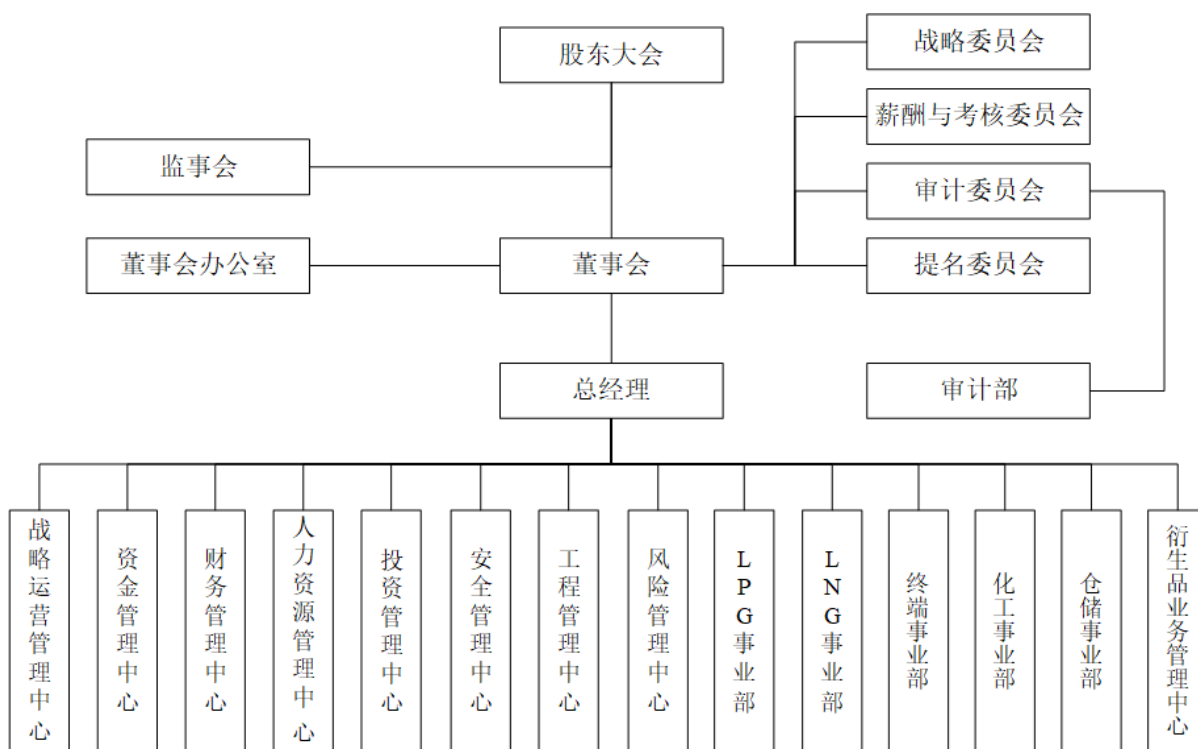 股东大会
战略委员会
薪酬与考核委员会
监事会
审计委员会
董事会办公室
董事会
提名委员会
总经理
审计部
战略运营管理中心
资金管理中心
财务管理中心
人力资源管理中心
投资管理中心
安全管理中心
工程管理中心
风险管理中心
LPG事业部
LNG事业部
终端事业部
化工事业部
仓储事业部
衍生品业务管理中心